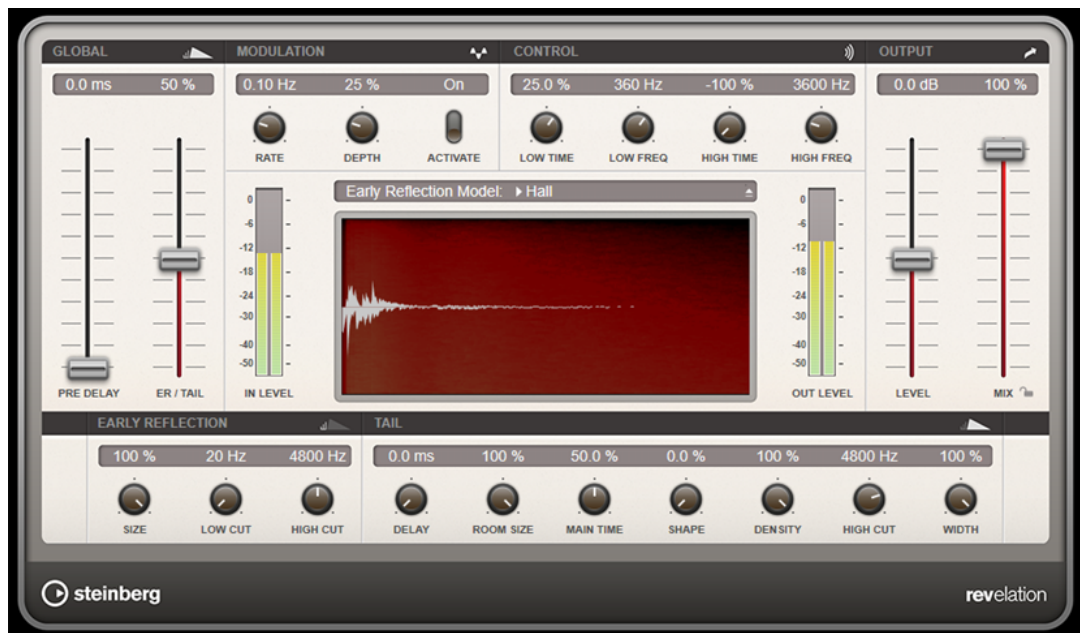 GLOBAL
MODULATION
CONTROL
OUTPUT
0.0 ms 50 %
0.10 Hz 25 % On
25.0 % 360 Hz -100 % 3600 Hz
0.0 dB 100 %
RATE DEPTH ACTIVATE
LOW TIME LOW FREQ HIGH TIME HIGH FREQ
Early Reflection Model: Hall
0
-6
-12
-18
-24
-30
-40
-50
0
-6
-12
-18
-24
-30
-40
-50
PRE DELAY ER / TAIL
IN LEVEL
OUT LEVEL
LEVEL MIX
EARLY REFLECTION
TAIL
100 % 20 Hz 4800 Hz
0.0 ms 100 % 50.0 % 0.0 % 100 % 4800 Hz 100 %
SIZE LOW CUT HIGH CUT
DELAY ROOM SIZE MAIN TIME SHAPE DENSITY HIGH CUT WIDTH
steinberg
revelation